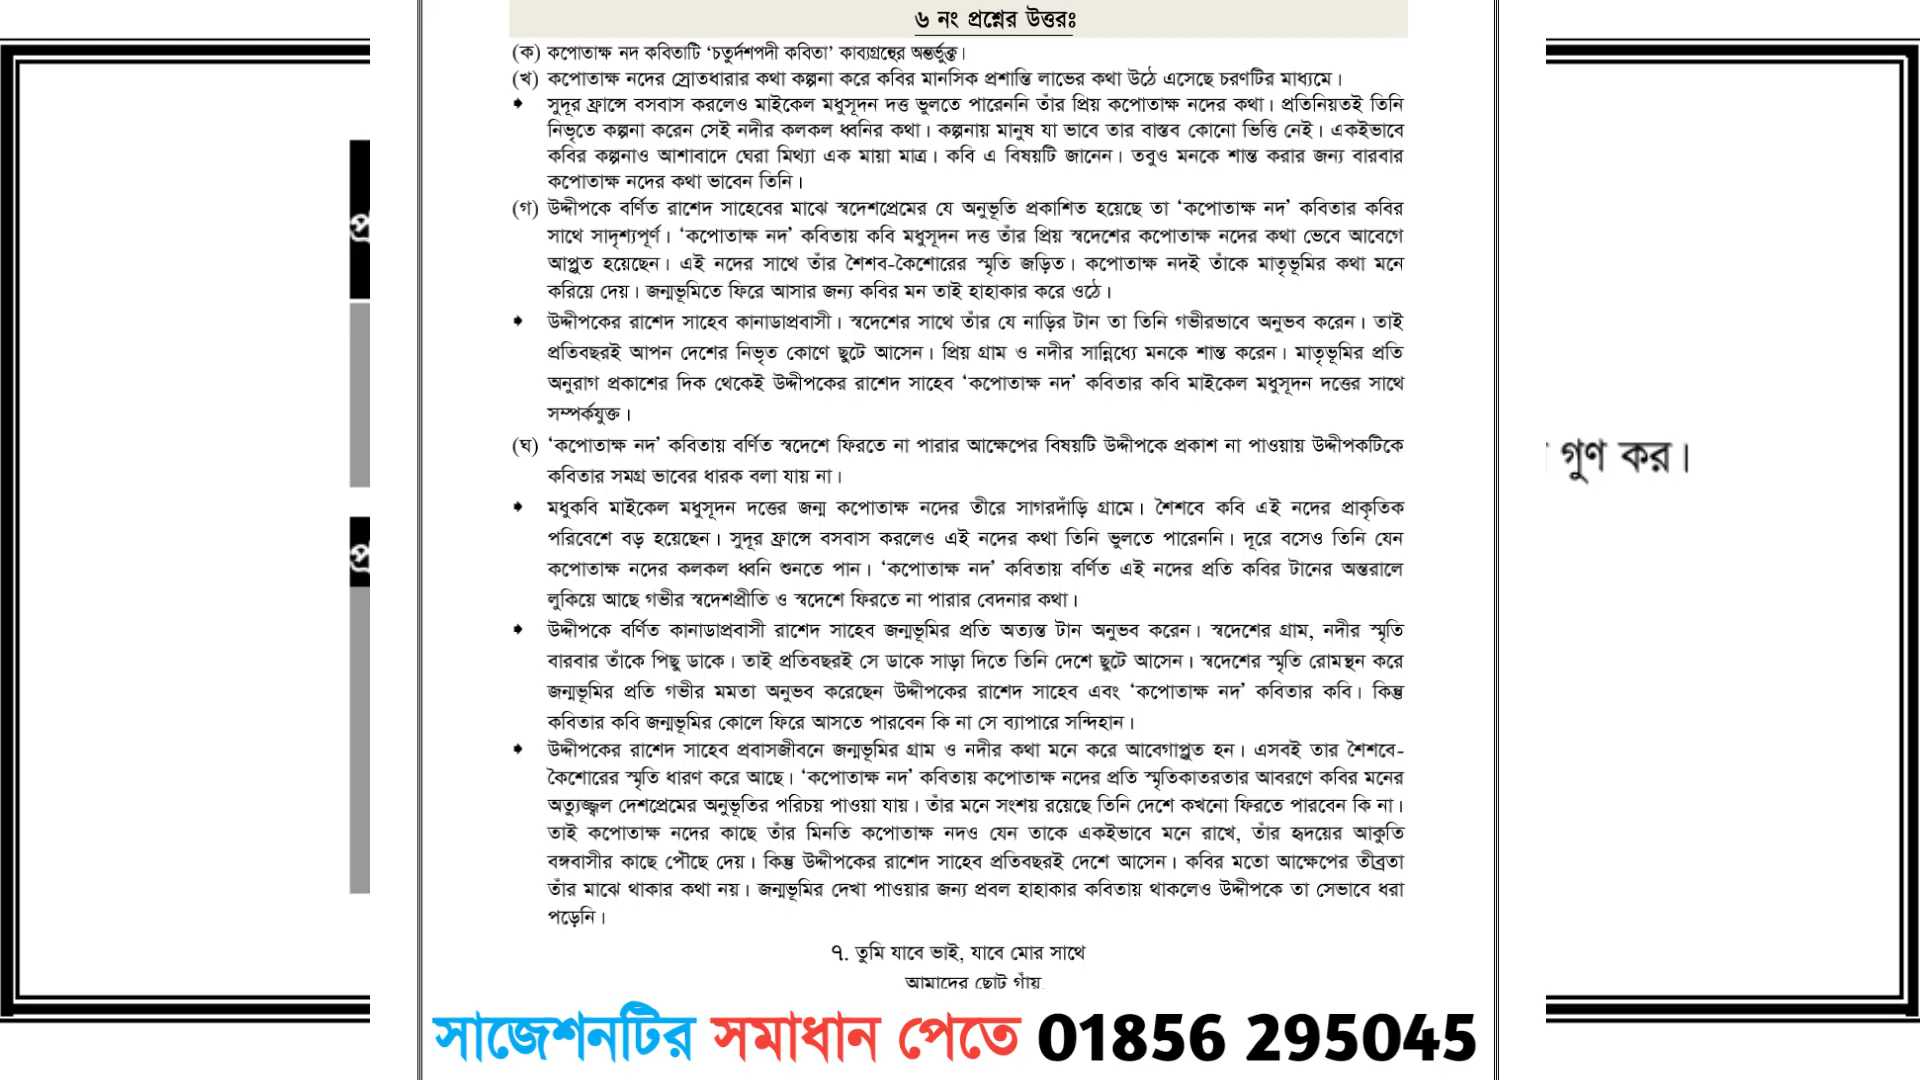 ৬ নং প্রশ্নের উত্তরঃ
(ক) কপোতাক্ষ নদ কবিতাটি ‘চতুর্দশপদী কবিতা’ কাব্যগ্রন্থের অন্তর্ভুক্ত।
(খ) কপোতাক্ষ নদের স্রোতধারার কথা কল্পনা করে কবির মানসিক প্রশান্তি লাভের কথা উঠে এসেছে চরণটির মাধ্যমে।
➧ সুদূর ফ্রান্সে বসবাস করলেও মাইকেল মধুসূদন দত্ত ভুলতে পারেননি তাঁর প্রিয় কপোতাক্ষ নদের কথা। প্রতিনিয়তই তিনি
নিভৃতে কল্পনা করেন সেই নদীর কলকল ধ্বনির কথা। কল্পনায় মানুষ যা ভাবে তার বাস্তব কোনো ভিত্তি নেই। একইভাবে
কবির কল্পনাও আশাবাদে ঘেরা মিথ্যা এক মায়া মাত্র। কবি এ বিষয়টি জানেন। তবুও মনকে শান্ত করার জন্য বারবার
কপোতাক্ষ নদের কথা ভাবেন তিনি।
(গ) উদ্দীপকে বর্ণিত রাশেদ সাহেবের মাঝে স্বদেশপ্রেমের যে অনুভূতি প্রকাশিত হয়েছে তা ‘কপোতাক্ষ নদ’ কবিতার কবির
সাথে সাদৃশ্যপূর্ণ। ‘কপোতাক্ষ নদ’ কবিতায় কবি মধুসূদন দত্ত তাঁর প্রিয় স্বদেশের কপোতাক্ষ নদের কথা ভেবে আবেগে
আপ্লুত হয়েছেন। এই নদের সাথে তাঁর শৈশব-কৈশোরের স্মৃতি জড়িত। কপোতাক্ষ নদই তাঁকে মাতৃভূমির কথা মনে
করিয়ে দেয়। জন্মভূমিতে ফিরে আসার জন্য কবির মন তাই হাহাকার করে ওঠে।
➧ উদ্দীপকের রাশেদ সাহেব কানাডাপ্রবাসী। স্বদেশের সাথে তাঁর যে নাড়ির টান তা তিনি গভীরভাবে অনুভব করেন। তাই
প্রতিবছরই আপন দেশের নিভৃত কোণে ছুটে আসেন। প্রিয় গ্রাম ও নদীর সান্নিধ্যে মনকে শান্ত করেন। মাতৃভূমির প্রতি
অনুরাগ প্রকাশের দিক থেকেই উদ্দীপকের রাশেদ সাহেব ‘কপোতাক্ষ নদ’ কবিতার কবি মাইকেল মধুসূদন দত্তের সাথে
সম্পর্কযুক্ত।
(ঘ) ‘কপোতাক্ষ নদ’ কবিতায় বর্ণিত স্বদেশে ফিরতে না পারার আক্ষেপের বিষয়টি উদ্দীপকে প্রকাশ না পাওয়ায় উদ্দীপকটিকে
কবিতার সমগ্র ভাবের ধারক বলা যায় না।
➧ মধুকবি মাইকেল মধুসূদন দত্তের জন্ম কপোতাক্ষ নদের তীরে সাগরদাঁড়ি গ্রামে। শৈশবে কবি এই নদের প্রাকৃতিক
পরিবেশে বড় হয়েছেন। সুদূর ফ্রান্সে বসবাস করলেও এই নদের কথা তিনি ভুলতে পারেননি। দূরে বসেও তিনি যেন
কপোতাক্ষ নদের কলকল ধ্বনি শুনতে পান। ‘কপোতাক্ষ নদ’ কবিতায় বর্ণিত এই নদের প্রতি কবির টানের অন্তরালে
লুকিয়ে আছে গভীর স্বদেশপ্রীতি ও স্বদেশে ফিরতে না পারার বেদনার কথা।
➧ উদ্দীপকে বর্ণিত কানাডাপ্রবাসী রাশেদ সাহেব জন্মভূমির প্রতি অত্যন্ত টান অনুভব করেন। স্বদেশের গ্রাম, নদীর স্মৃতি
বারবার তাঁকে পিছু ডাকে। তাই প্রতিবছরই সে ডাকে সাড়া দিতে তিনি দেশে ছুটে আসেন। স্বদেশের স্মৃতি রোমন্থন করে
জন্মভূমির প্রতি গভীর মমতা অনুভব করেছেন উদ্দীপকের রাশেদ সাহেব এবং ‘কপোতাক্ষ নদ’ কবিতার কবি। কিন্তু
কবিতার কবি জন্মভূমির কোলে ফিরে আসতে পারবেন কি না সে ব্যাপারে সন্দিহান।
➧ উদ্দীপকের রাশেদ সাহেব প্রবাসজীবনে জন্মভূমির গ্রাম ও নদীর কথা মনে করে আবেগাপ্লুত হন। এসবই তার শৈশবে-
কৈশোরের স্মৃতি ধারণ করে আছে। ‘কপোতাক্ষ নদ’ কবিতায় কপোতাক্ষ নদের প্রতি স্মৃতিকাতরতার আবরণে কবির মনের
অত্যুজ্জ্বল দেশপ্রেমের অনুভূতির পরিচয় পাওয়া যায়। তাঁর মনে সংশয় রয়েছে তিনি দেশে কখনো ফিরতে পারবেন কি না।
তাই কপোতাক্ষ নদের কাছে তাঁর মিনতি কপোতাক্ষ নদও যেন তাকে একইভাবে মনে রাখে, তাঁর হৃদয়ের আকুতি
বঙ্গবাসীর কাছে পৌঁছে দেয়। কিন্তু উদ্দীপকের রাশেদ সাহেব প্রতিবছরই দেশে আসেন। কবির মতো আক্ষেপের তীব্রতা
তাঁর মাঝে থাকার কথা নয়। জন্মভূমির দেখা পাওয়ার জন্য প্রবল হাহাকার কবিতায় থাকলেও উদ্দীপকে তা সেভাবে ধরা
পড়েনি।
৭. তুমি যাবে ভাই, যাবে মোর সাথে
আমাদের ছোট গাঁয়
গুণ কর।
সাজেশনটির সমাধান পেতে 01856 295045